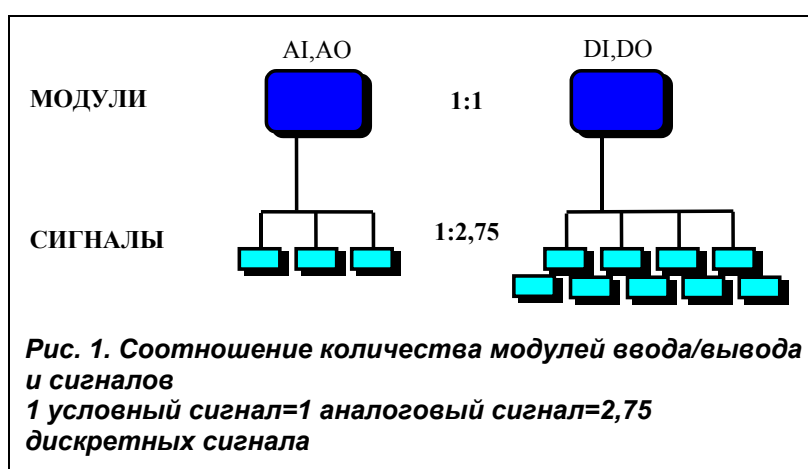 AI,AO DI,DO
МОДУЛИ 1:1
СИГНАЛЫ 1:2,75
Рис. 1. Соотношение количества модулей ввода/вывода
и сигналов
1 условный сигнал=1 аналоговый сигнал=2,75
дискретных сигнала